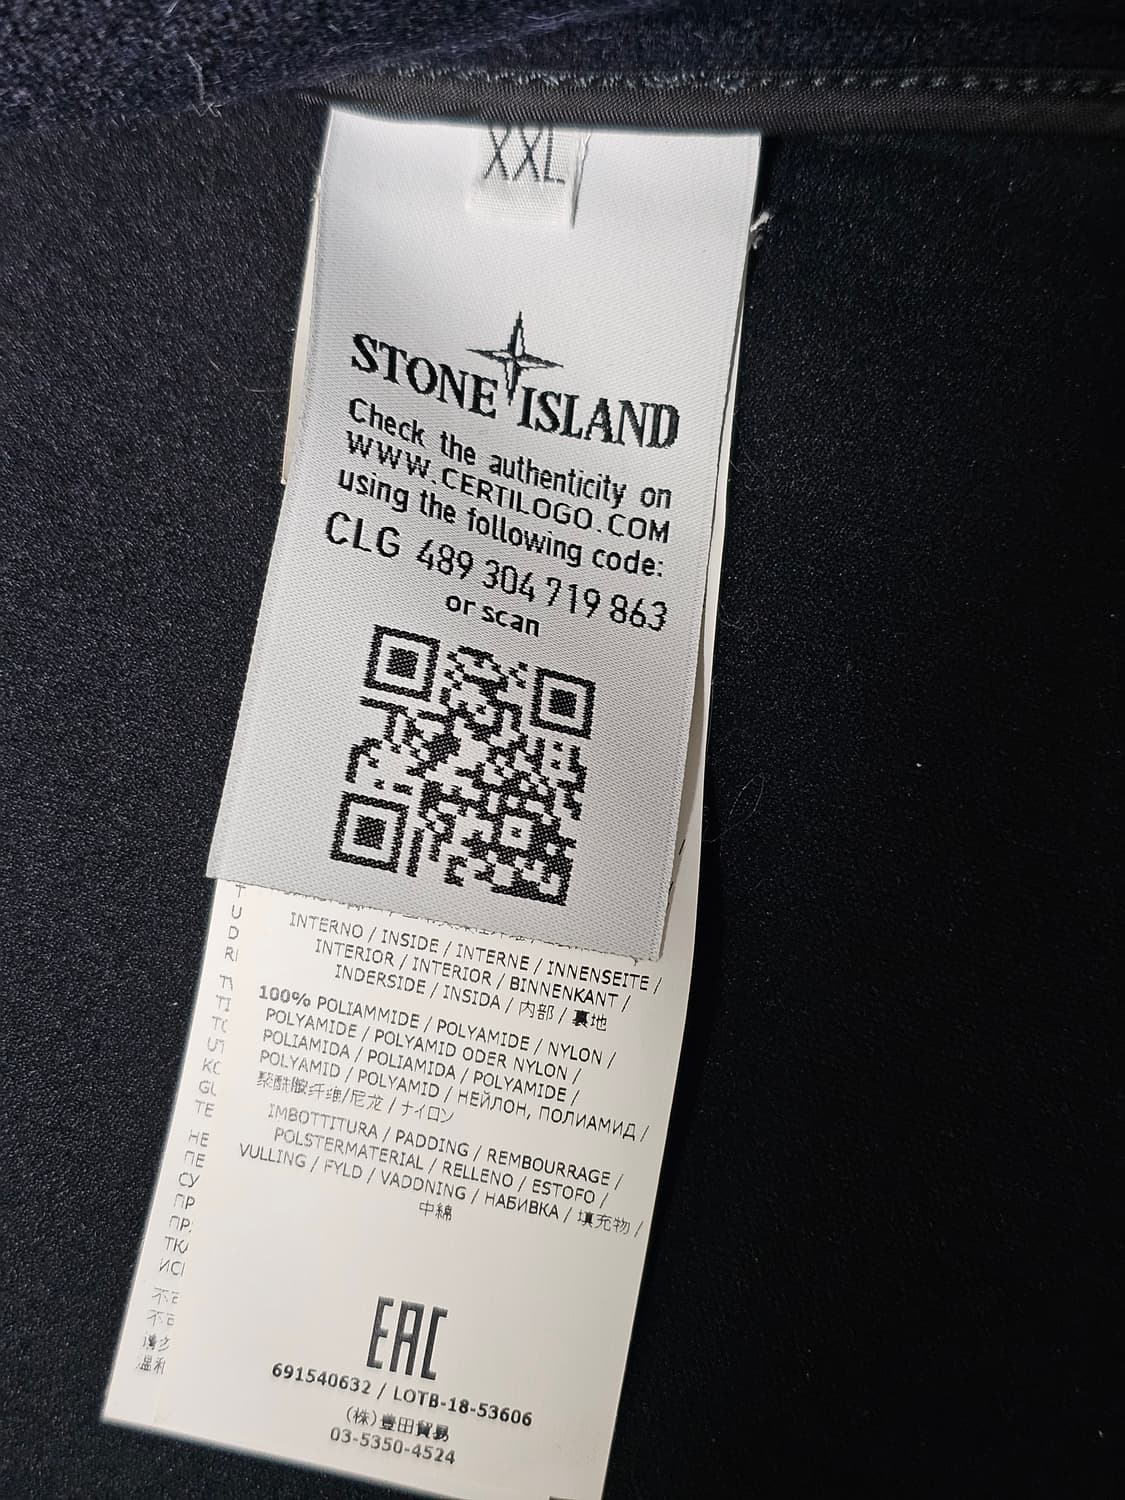 XXL
STONE ISLAND
Check the authenticity on
WWW.CERTILOGO.COM
using the following code:
CLG 489 304 719 863
or scan
INTERNO / INSIDE / INTERNE / INNENSEITE /
INTERIOR / INTERIOR / BINNENKANT /
INDERSIDE / INSIDA / 内部 / 裏地
100% POLIAMMIDE / POLYAMIDE / NYLON /
POLYAMIDE / POLYAMID ODER NYLON /
POLIAMIDA / POLIAMIDA / POLYAMIDE /
POLYAMID / POLYAMID / НЕЙЛОН, ПОЛИАМИД /
聚酰胺纤维/尼龙 / ナイロン
IMBOTTITURA / PADDING / REMBOURRAGE /
POLSTERMATERIAL / RELLENO / ESTOFO /
VULLING / FYLD / VADDNING / НАБИВКА / 填充物 /
中綿
EAC
691540632 / LOTB-18-53606
(株)豊田貿易
03-5350-4524